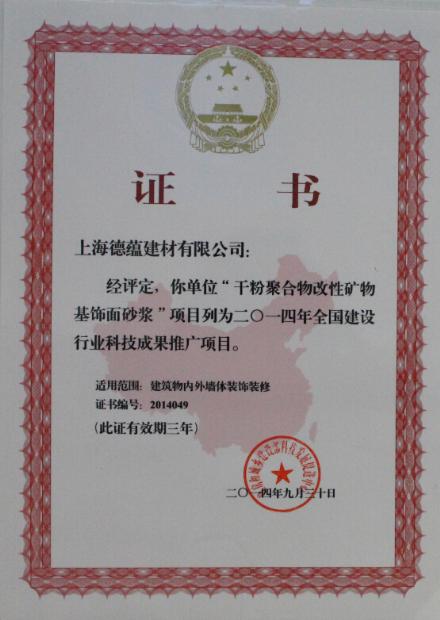 证书
上海德蕴建材有限公司:
经评定，你单位“干粉聚合物改性矿物
基饰面砂浆”项目列为二〇一四年全国建设
行业科技成果推广项目。
适用范围：建筑物内外墙体装饰装修
证书编号：2014049
(此证有效期三年)
二〇一四年九月三十日